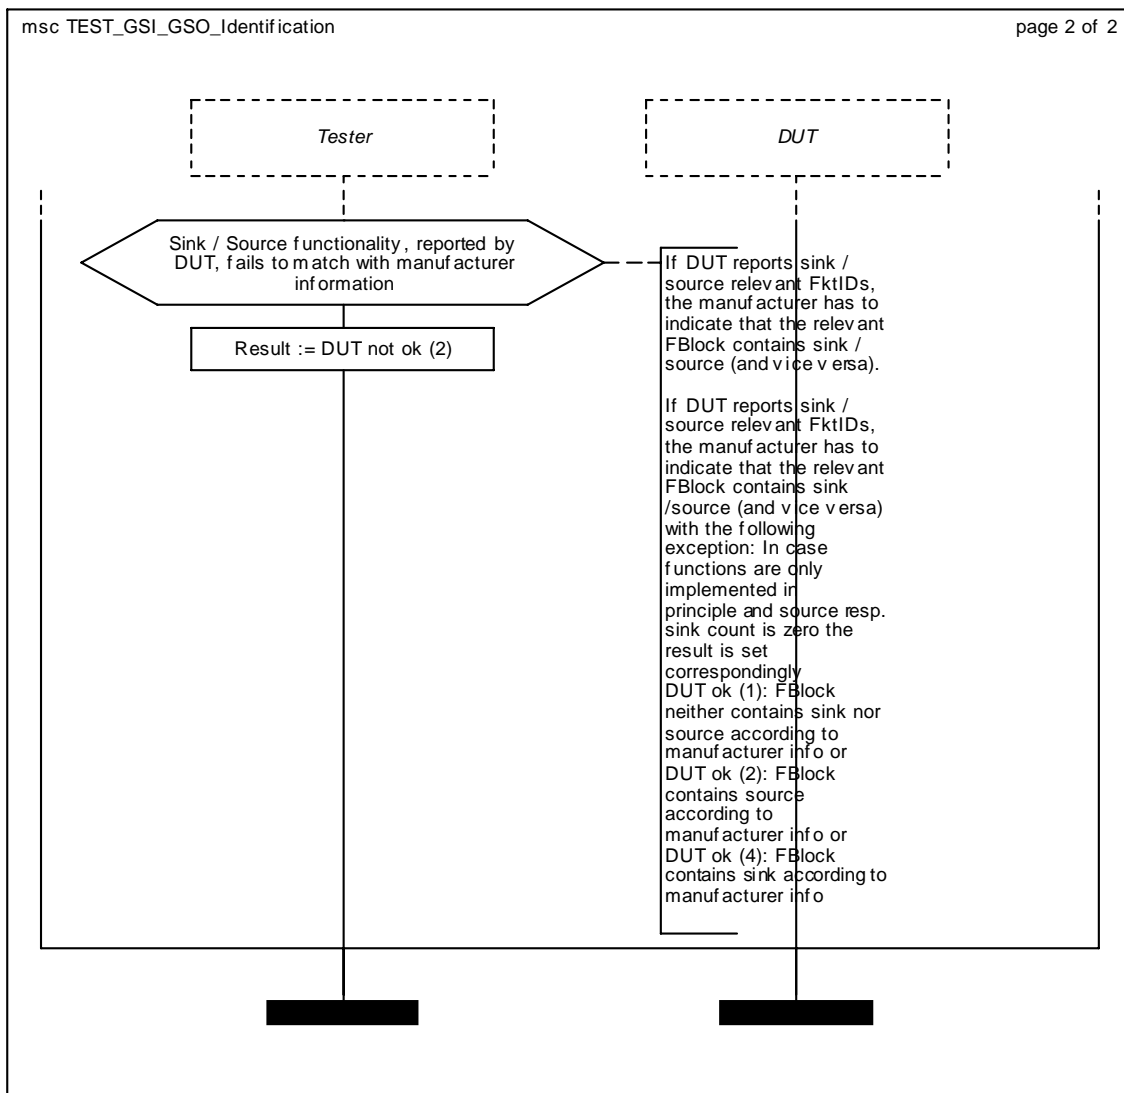 msc TEST_GSI_GSO_Identification
page 2 of 2
Tester
DUT
Sink / Source functionality, reported by
DUT, fails to match with manufacturer
information
Result := DUT not ok (2)
If DUT reports sink /
source relevant FktIDs,
the manufacturer has to
indicate that the relevant
FBlock contains sink /
source (and vice versa).
If DUT reports sink /
source relevant FktIDs,
the manufacturer has to
indicate that the relevant
FBlock contains sink
/source (and vice versa)
with the following
exception: In case
functions are only
implemented in
principle and source resp.
sink count is zero the
result is set
correspondingly
DUT ok (1): FBlock
neither contains sink nor
source according to
manufacturer info or
DUT ok (2): FBlock
contains source
according to
manufacturer info or
DUT ok (4): FBlock
contains sink according to
manufacturer info